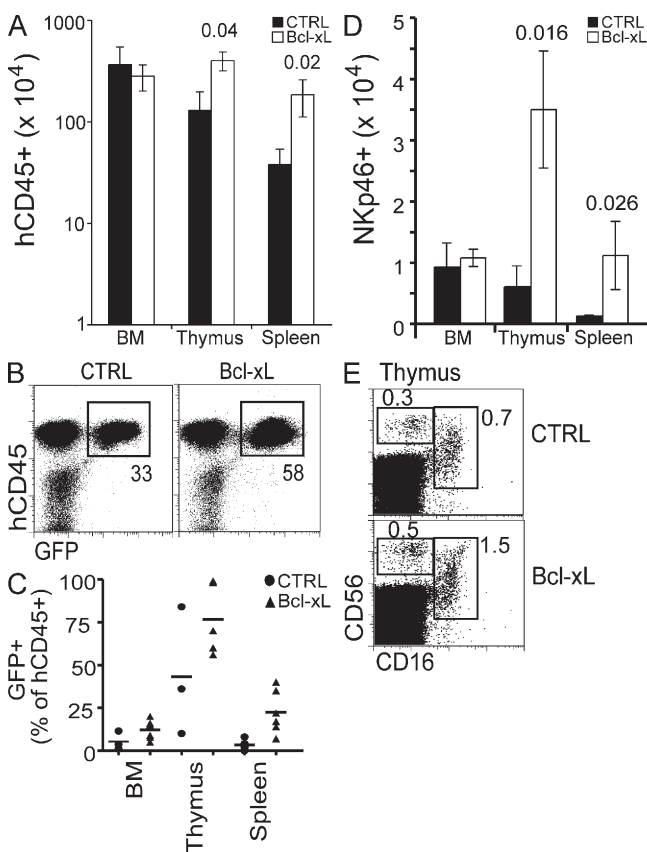 A
1000
100
10
1
hCD45+ (x 10⁴)
CTRL
Bcl-xL
0.04
0.02
BM Thymus Spleen
D
5
4
3
2
1
0
NKp46+ (x 10⁴)
CTRL
Bcl-xL
0.016
0.026
BM Thymus Spleen
B
CTRL Bcl-xL
hCD45
33
58
GFP
C
100
75
50
25
0
GFP+
(% of hCD45+)
CTRL
Bcl-xL
BM
Thymus
Spleen
E
Thymus
0.3
0.7
CTRL
0.5
1.5
Bcl-xL
CD56
CD16